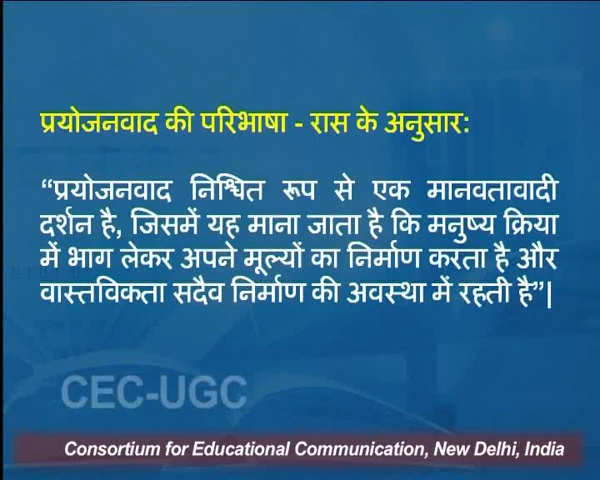 प्रयोजनवाद की परिभाषा - रास के अनुसार:
“प्रयोजनवाद निश्चित रूप से एक मानवतावादी
दर्शन है, जिसमें यह माना जाता है कि मनुष्य क्रिया
में भाग लेकर अपने मूल्यों का निर्माण करता है और
वास्तविकता सदैव निर्माण की अवस्था में रहती है”|
CEC-UGC
Consortium for Educational Communication, New Delhi, India